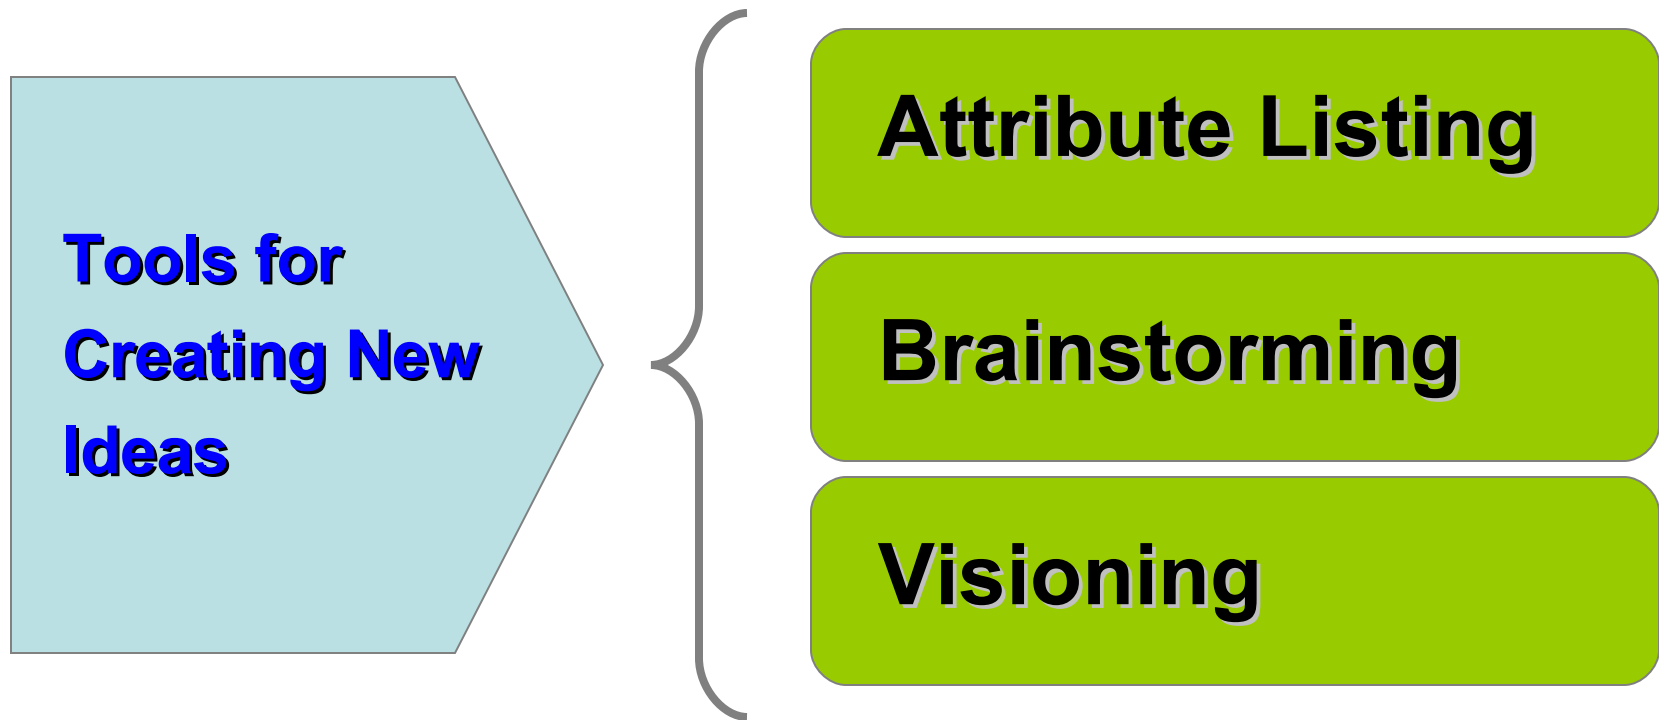 Tools for
Creating New
Ideas
Attribute Listing
Brainstorming
Visioning